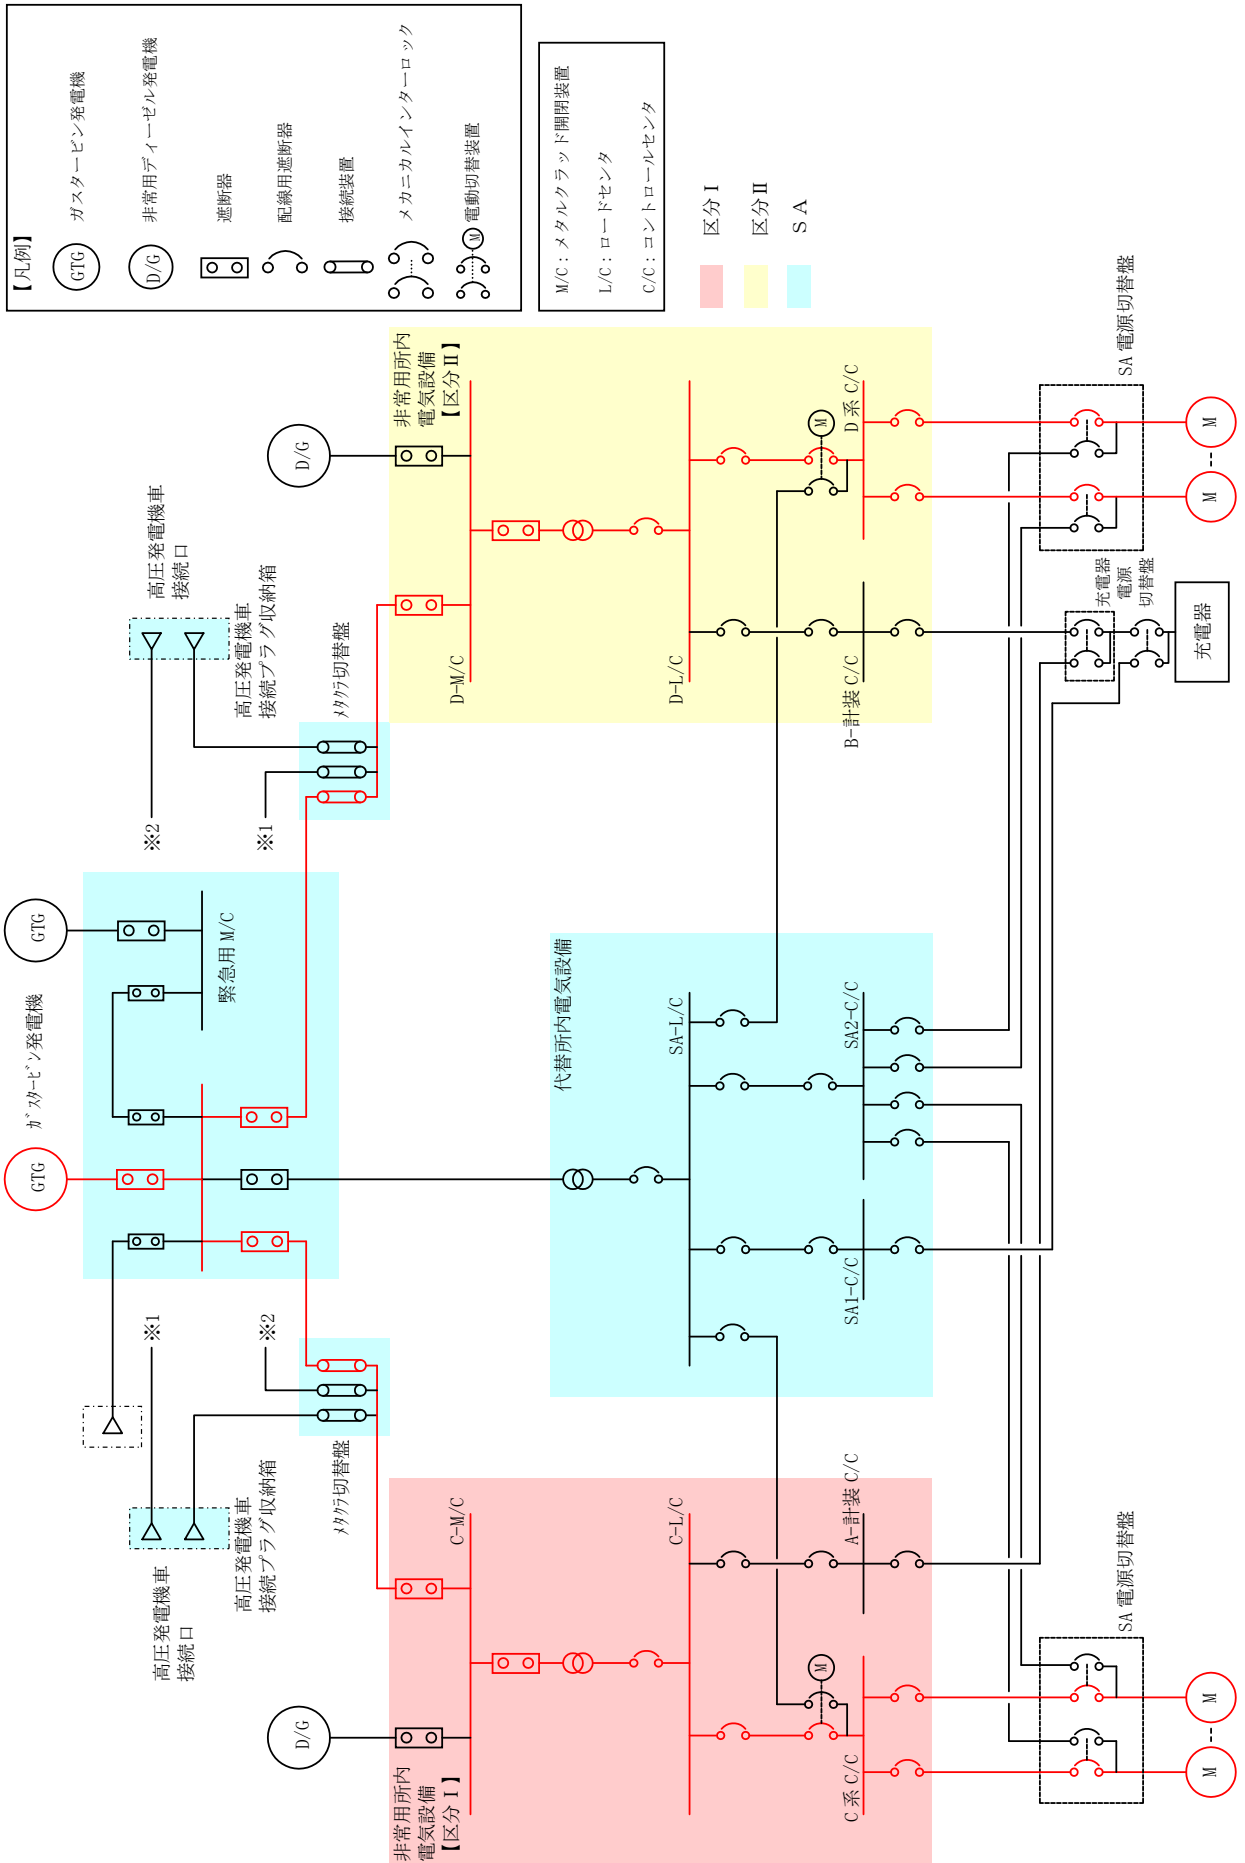 【凡例】
GTG
ガスタービン発電機
D/G
非常用ディーゼル発電機
遮断器
配線用遮断器
接続装置
メカニカルインターロック
M
電動切替装置
M/C：メタルクラッド開閉装置
L/C：ロードセンタ
C/C：コントロールセンタ
区分Ⅰ
区分Ⅱ
ＳＡ
ガスタービン発電機
GTG
GTG
緊急用 M/C
高圧発電機車
接続口
高圧発電機車
接続プラグ収納箱
※1
※2
メタクラ切替盤
高圧発電機車
接続口
高圧発電機車
接続プラグ収納箱
※2
※1
メタクラ切替盤
D/G
D/G
非常用所内
電気設備
【区分Ⅰ】
C-M/C
C-L/C
C 系 C/C
M
A-計装 C/C
代替所内電気設備
SA-L/C
SA1-C/C
SA2-C/C
非常用所内
電気設備
【区分Ⅱ】
D-M/C
D-L/C
B-計装 C/C
M
D 系 C/C
SA 電源切替盤
M
M
充電器
電源
切替盤
充電器
SA 電源切替盤
M
M